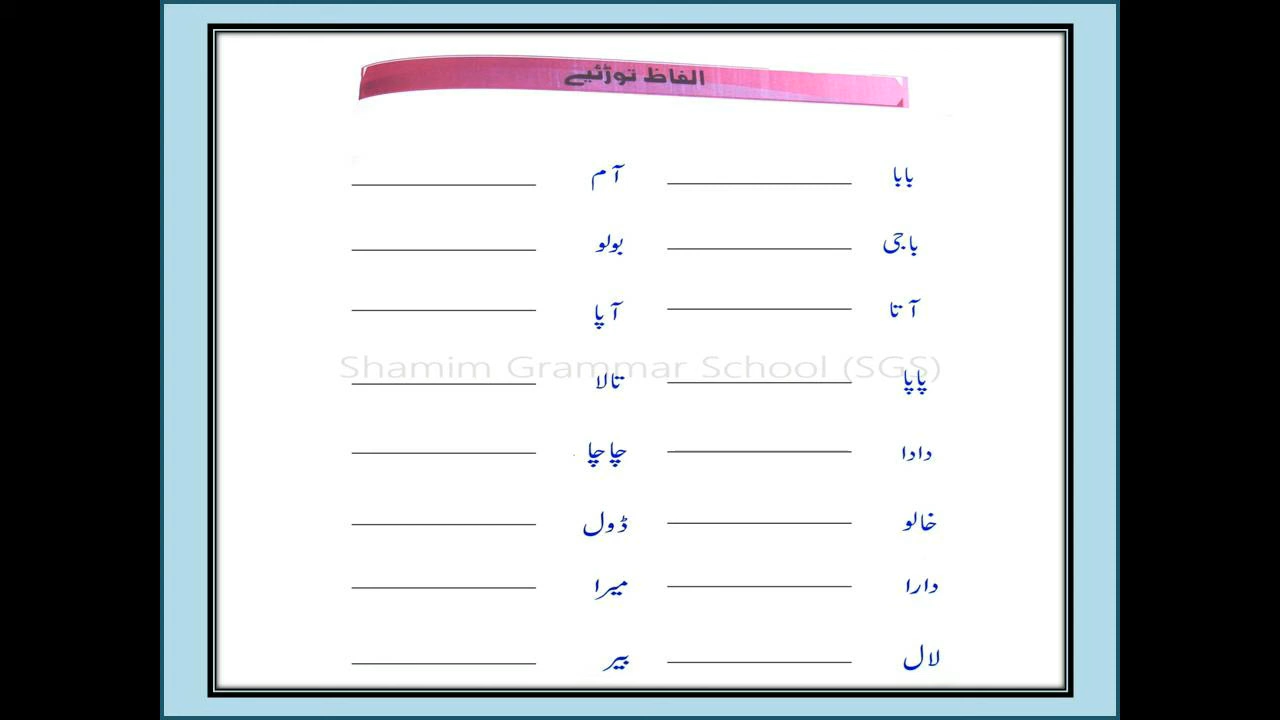 الفاظ توڑئیے
بابا آم
باجی بولو
آتا آپا
Shamim Grammar School (SGS)
پاپا تالا
دادا چاچا
خالو ڈول
دارا میرا
لال بیر